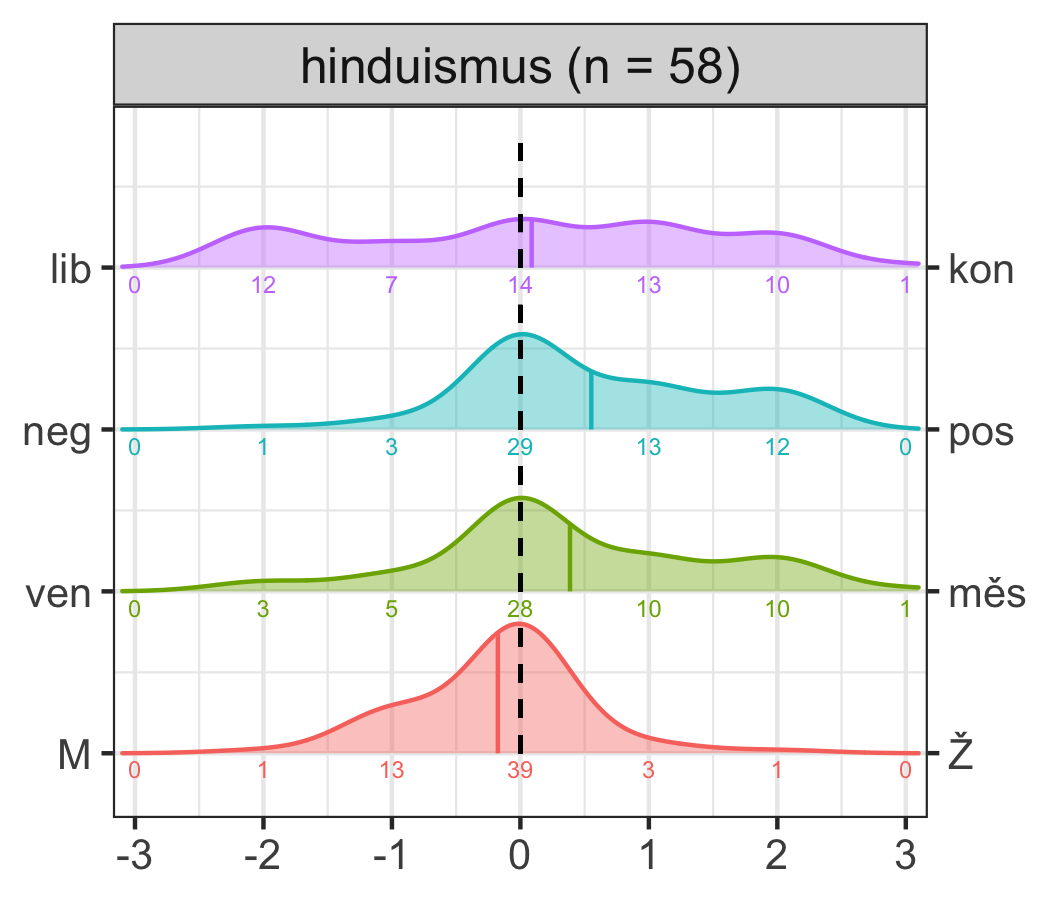 hinduismus (n = 58)
lib kon
0 12 7 14 13 10 1
neg pos
0 1 3 29 13 12 0
ven měs
0 3 5 28 10 10 1
M Ž
0 1 13 39 3 1 0
-3 -2 -1 0 1 2 3